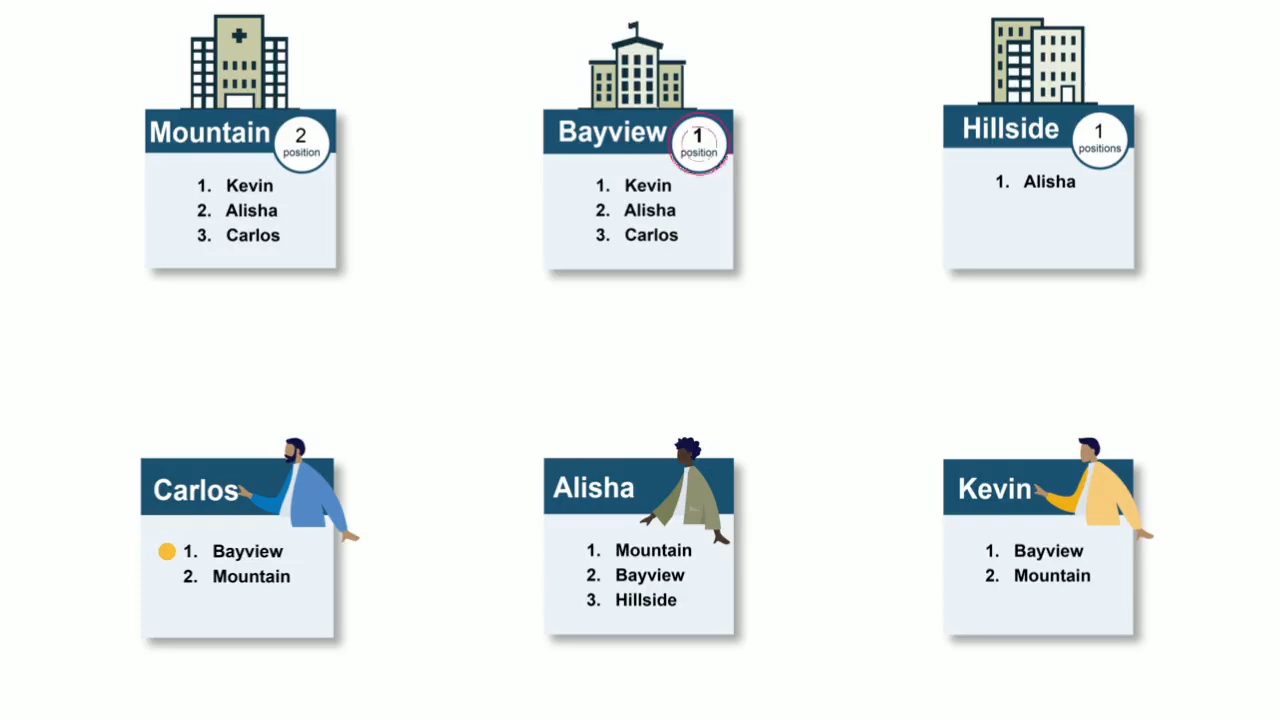 Mountain
2
position
1. Kevin
2. Alisha
3. Carlos
Bayview
1
position
1. Kevin
2. Alisha
3. Carlos
Hillside
1
positions
1. Alisha
Carlos
1. Bayview
2. Mountain
Alisha
1. Mountain
2. Bayview
3. Hillside
Kevin
1. Bayview
2. Mountain